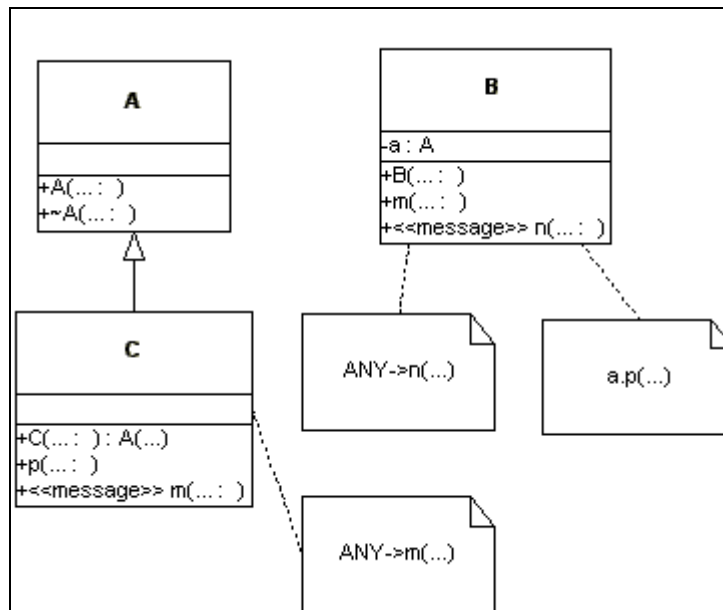 A
+A(...: )
+~A(...: )
B
-a : A
+B(...: )
+m(...: )
+<<message>> n(...: )
C
+C(...: ) : A(...)
+p(...: )
+<<message>> m(...: )
ANY->n(...)
a.p(...)
ANY->m(...)